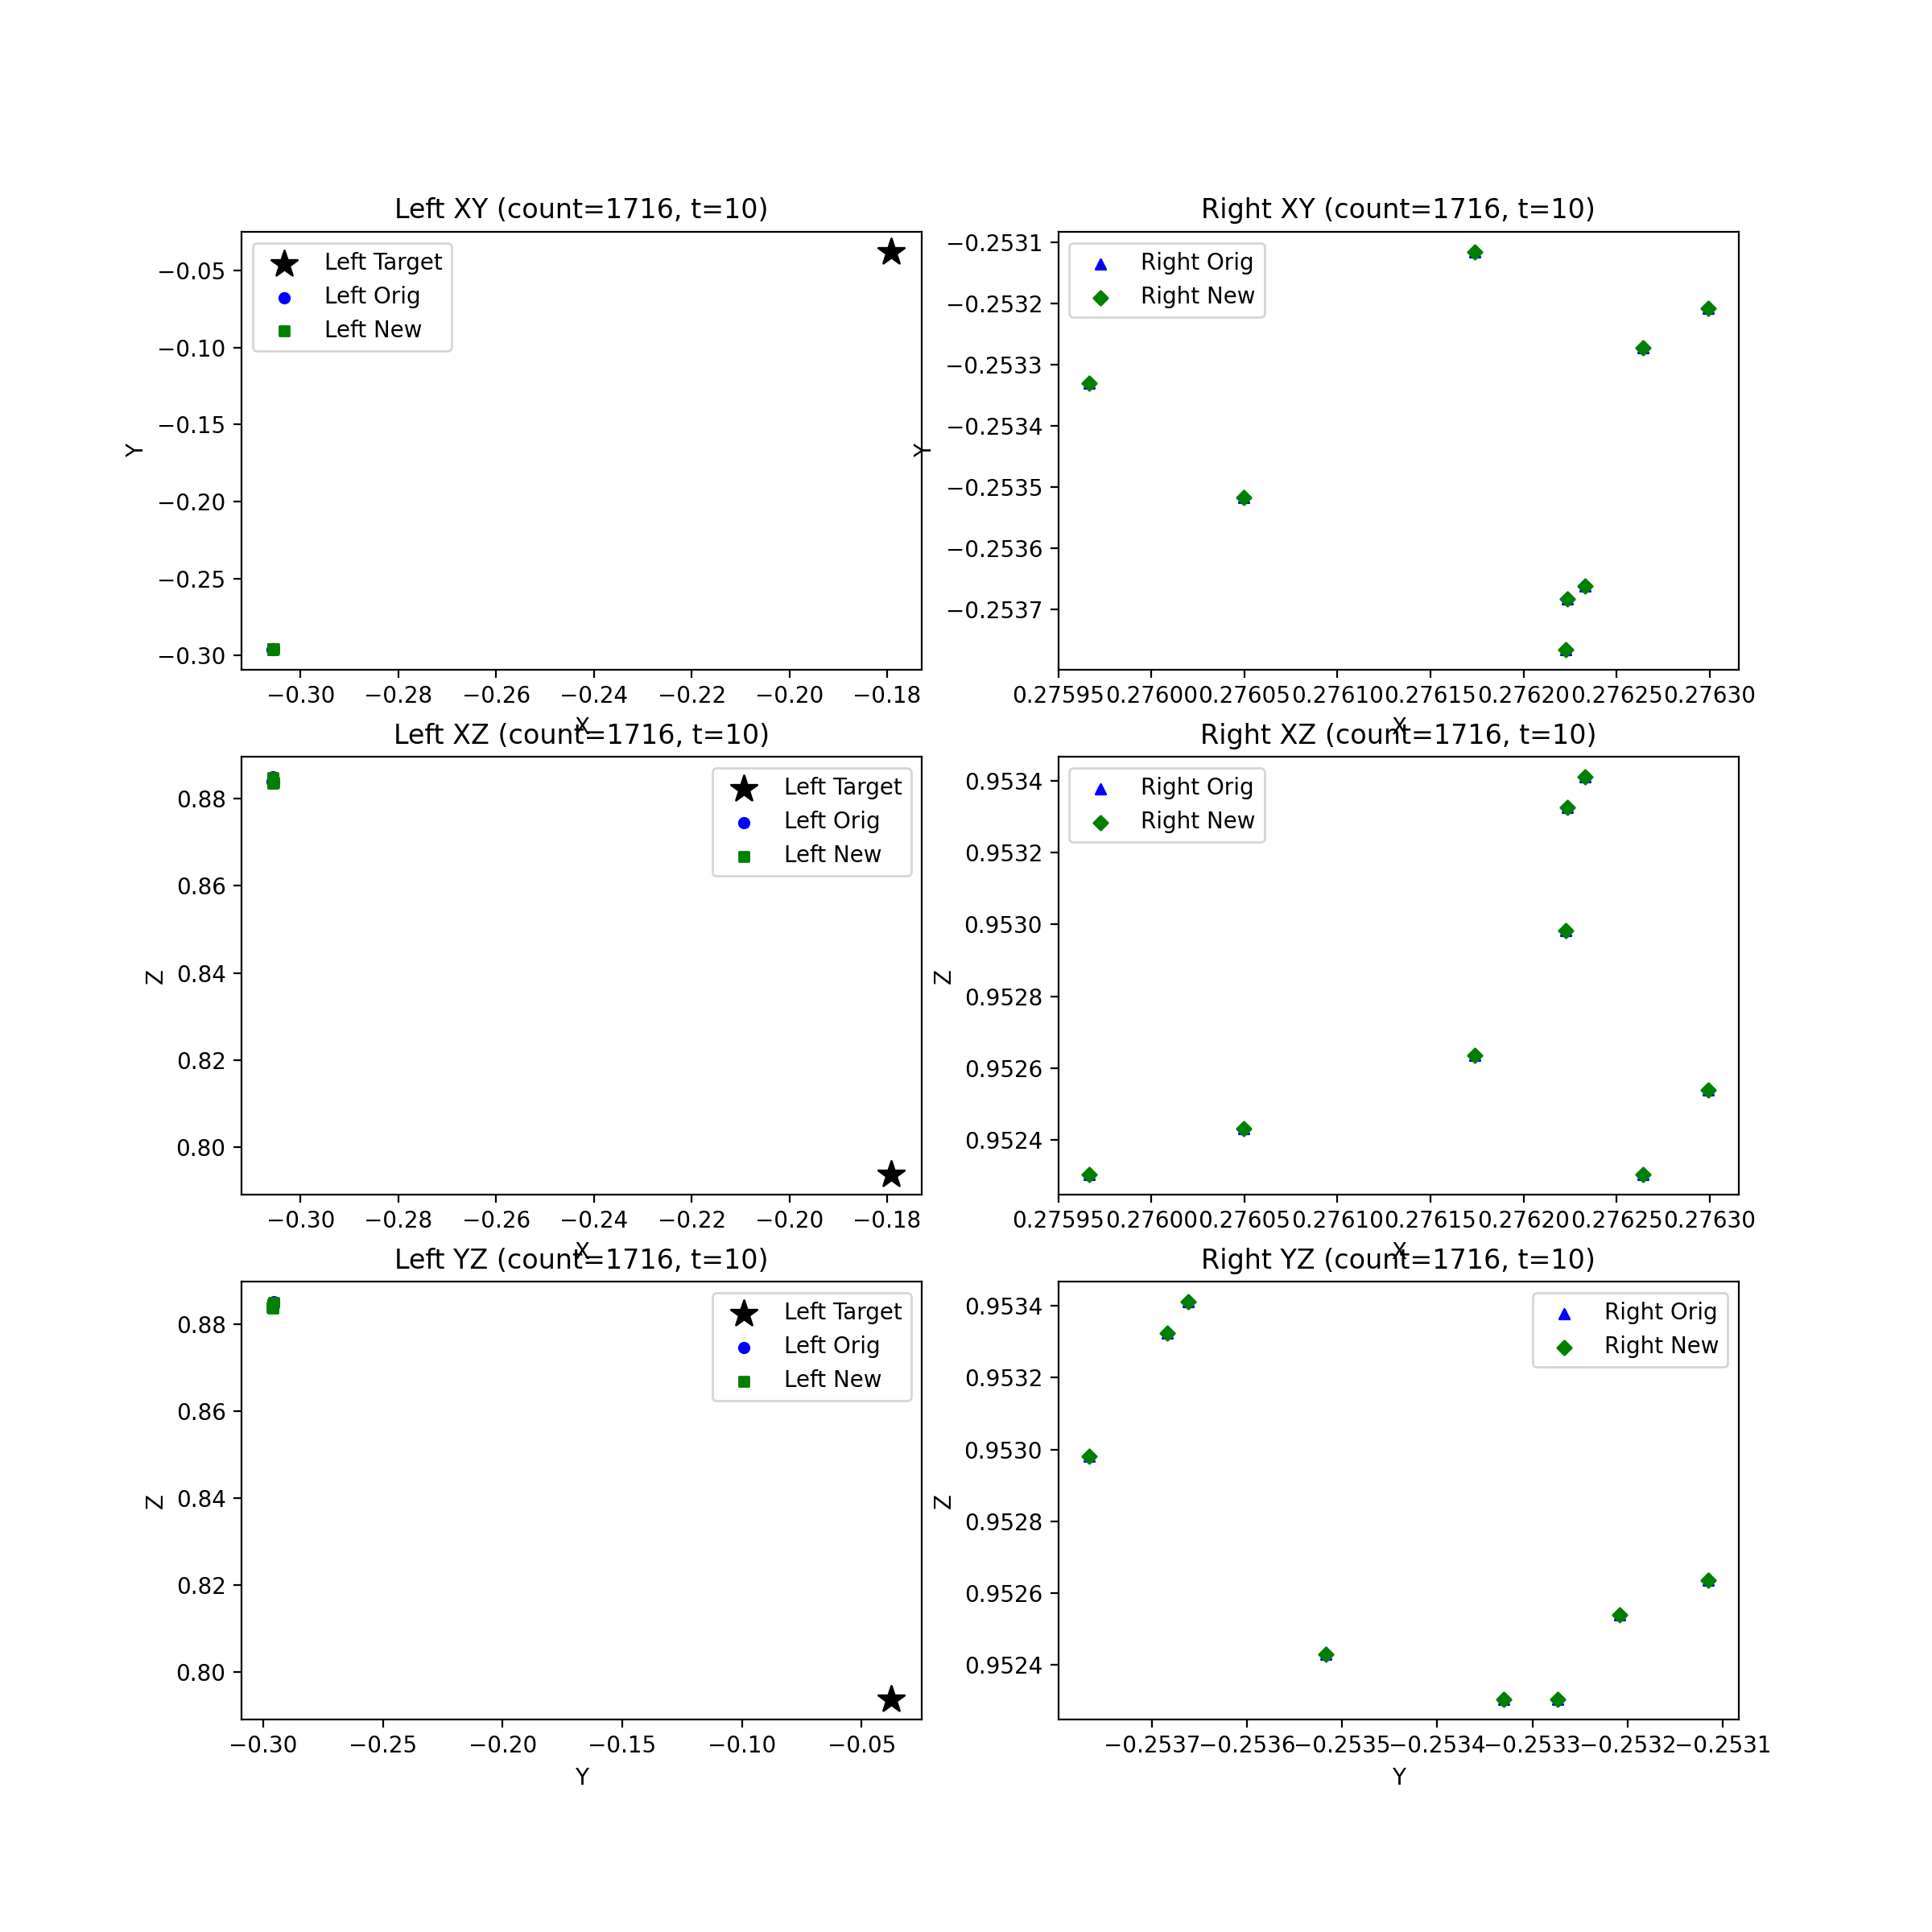 Left XY (count=1716, t=10)
Left Target
Left Orig
Left New
Y
−0.05
−0.10
−0.15
−0.20
−0.25
−0.30
−0.30 −0.28 −0.26 −0.24 −0.22 −0.20 −0.18
X
Right XY (count=1716, t=10)
Right Orig
Right New
Y
−0.2531
−0.2532
−0.2533
−0.2534
−0.2535
−0.2536
−0.2537
0.27595 0.27600 0.27605 0.27610 0.27615 0.27620 0.27625 0.27630
X
Left XZ (count=1716, t=10)
Left Target
Left Orig
Left New
Z
0.88
0.86
0.84
0.82
0.80
−0.30 −0.28 −0.26 −0.24 −0.22 −0.20 −0.18
X
Right XZ (count=1716, t=10)
Right Orig
Right New
Z
0.9534
0.9532
0.9530
0.9528
0.9526
0.9524
0.27595 0.27600 0.27605 0.27610 0.27615 0.27620 0.27625 0.27630
X
Left YZ (count=1716, t=10)
Left Target
Left Orig
Left New
Z
0.88
0.86
0.84
0.82
0.80
−0.30 −0.25 −0.20 −0.15 −0.10 −0.05
Y
Right YZ (count=1716, t=10)
Right Orig
Right New
Z
0.9534
0.9532
0.9530
0.9528
0.9526
0.9524
−0.2537 −0.2536 −0.2535 −0.2534 −0.2533 −0.2532 −0.2531
Y